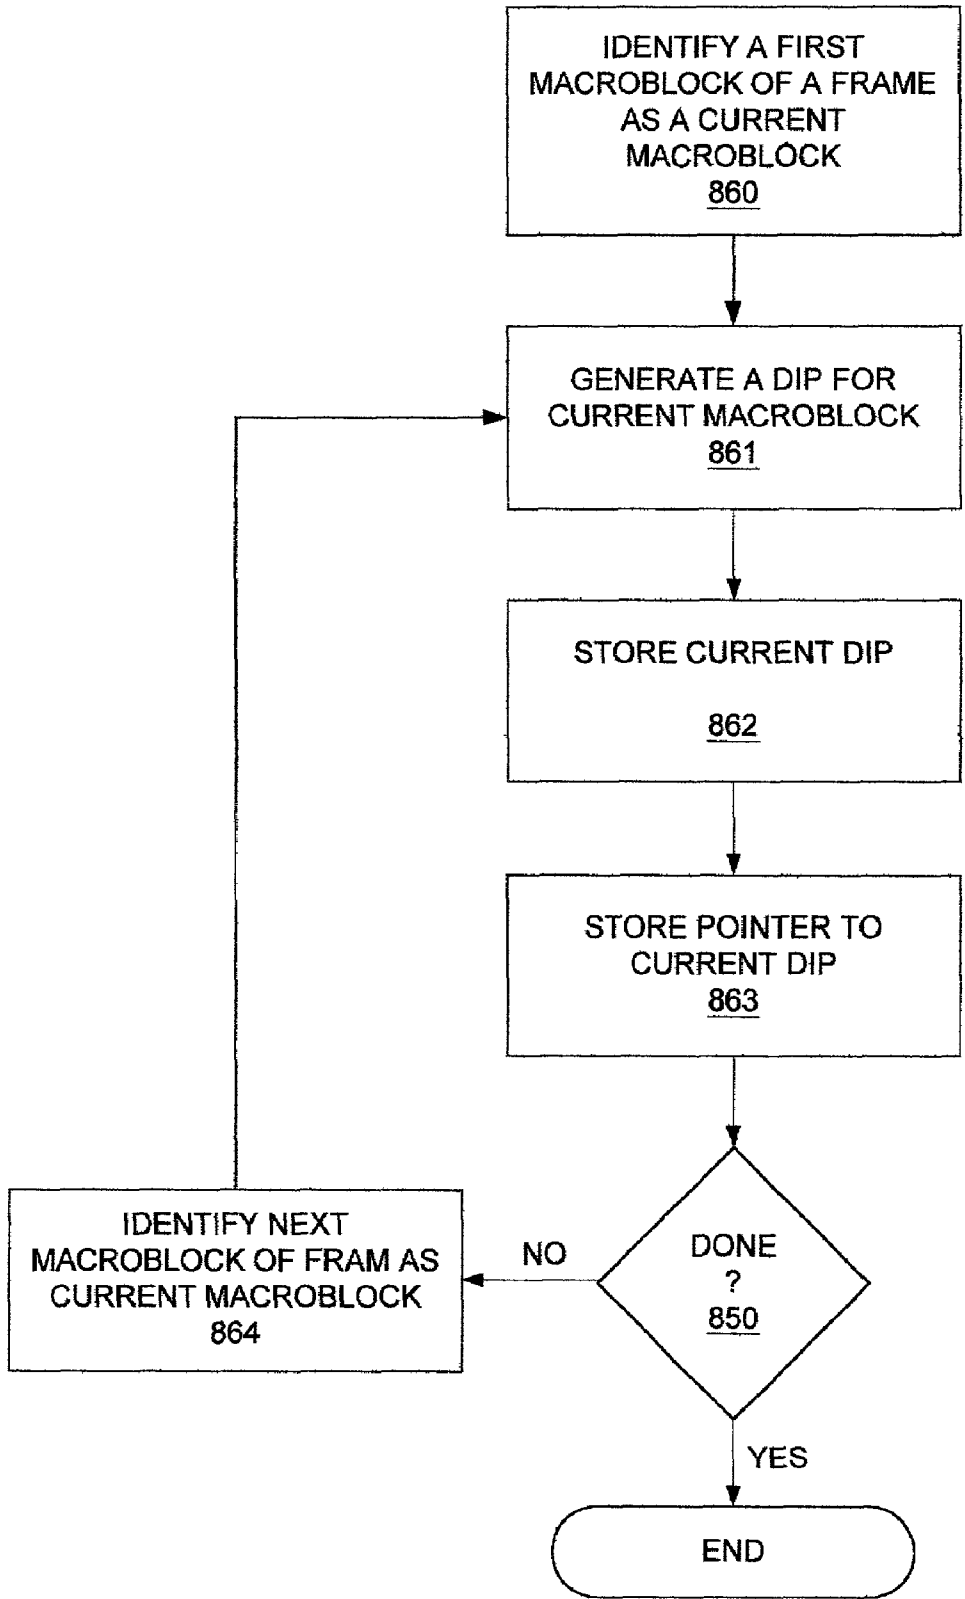 IDENTIFY A FIRST
MACROBLOCK OF A FRAME
AS A CURRENT
MACROBLOCK
860
GENERATE A DIP FOR
CURRENT MACROBLOCK
861
STORE CURRENT DIP
862
STORE POINTER TO
CURRENT DIP
863
DONE
?
850
NO
IDENTIFY NEXT
MACROBLOCK OF FRAM AS
CURRENT MACROBLOCK
864
YES
END